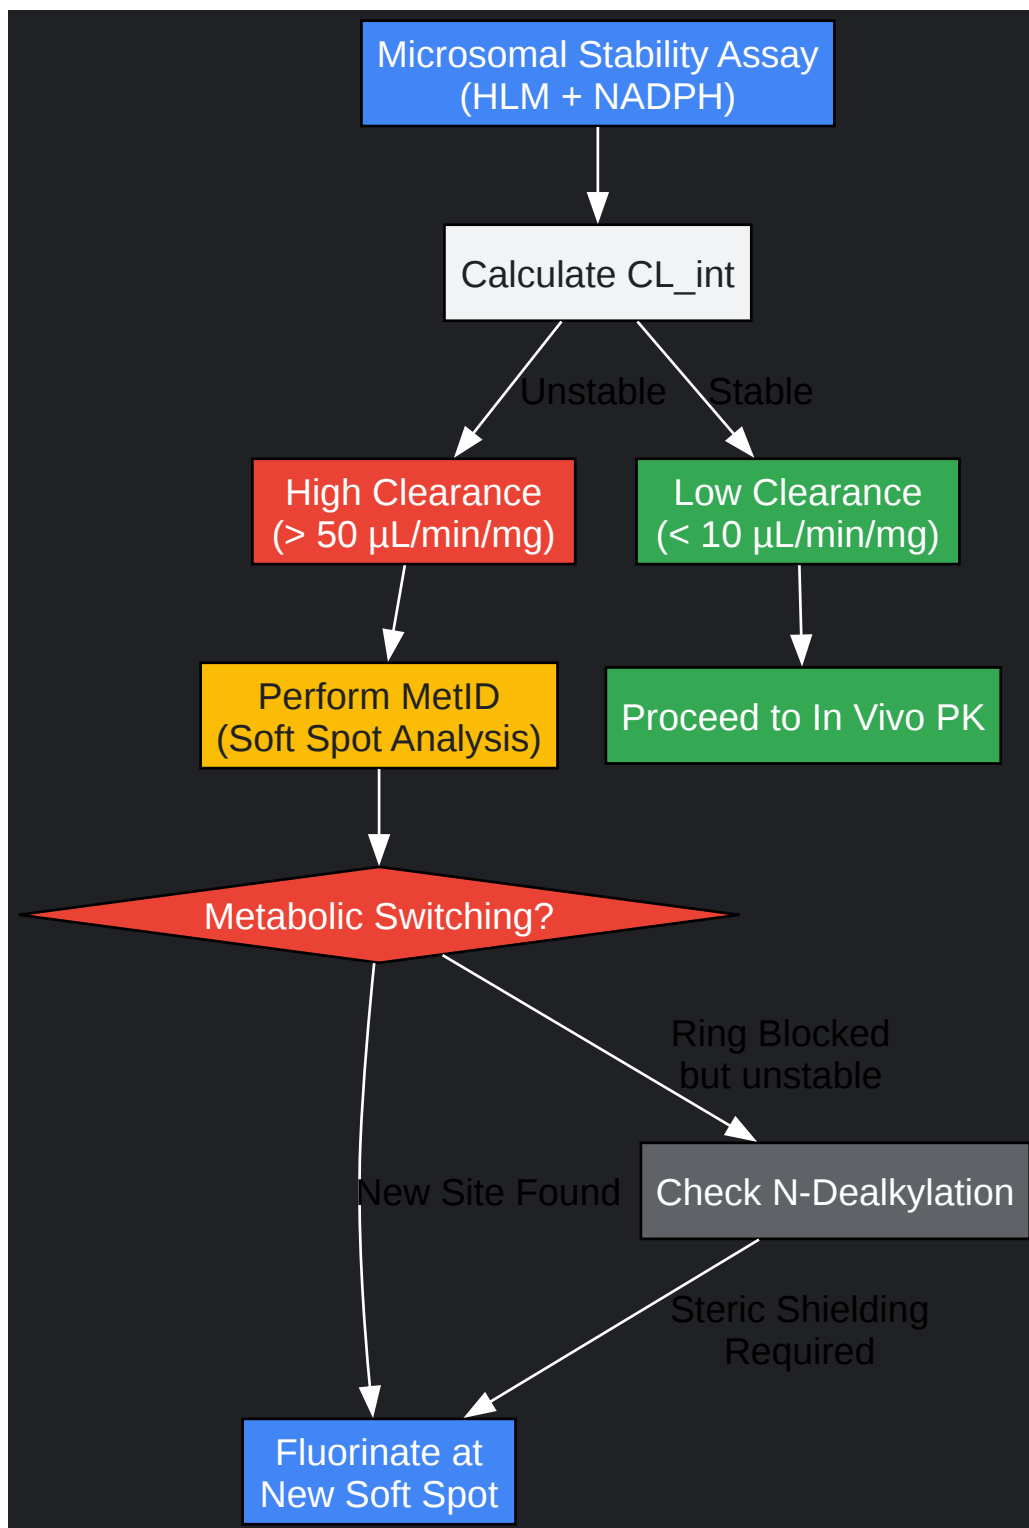 Microsomal Stability Assay
(HLM + NADPH)
Calculate CL_int
Unstable
Stable
High Clearance
(> 50 µL/min/mg)
Low Clearance
(< 10 µL/min/mg)
Perform MetID
(Soft Spot Analysis)
Proceed to In Vivo PK
Metabolic Switching?
Ring Blocked
but unstable
New Site Found
Check N-Dealkylation
Steric Shielding
Required
Fluorinate at
New Soft Spot